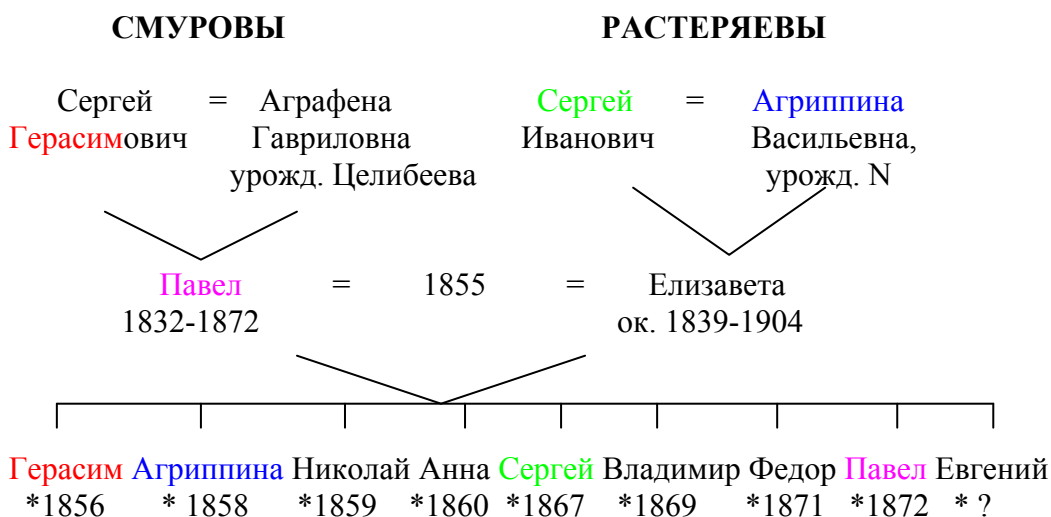 СМУРОВЫ РАСТЕРЯЕВЫ
Сергей = Аграфена Сергей = Агриппина
Герасимович Гавриловна Иванович Васильевна,
урожд. Целибеева урожд. N
Павел = 1855 = Елизавета
1832-1872 ок. 1839-1904
Герасим Агриппина Николай Анна Сергей Владимир Федор Павел Евгений
*1856 * 1858 *1859 *1860 *1867 *1869 *1871 *1872 * ?